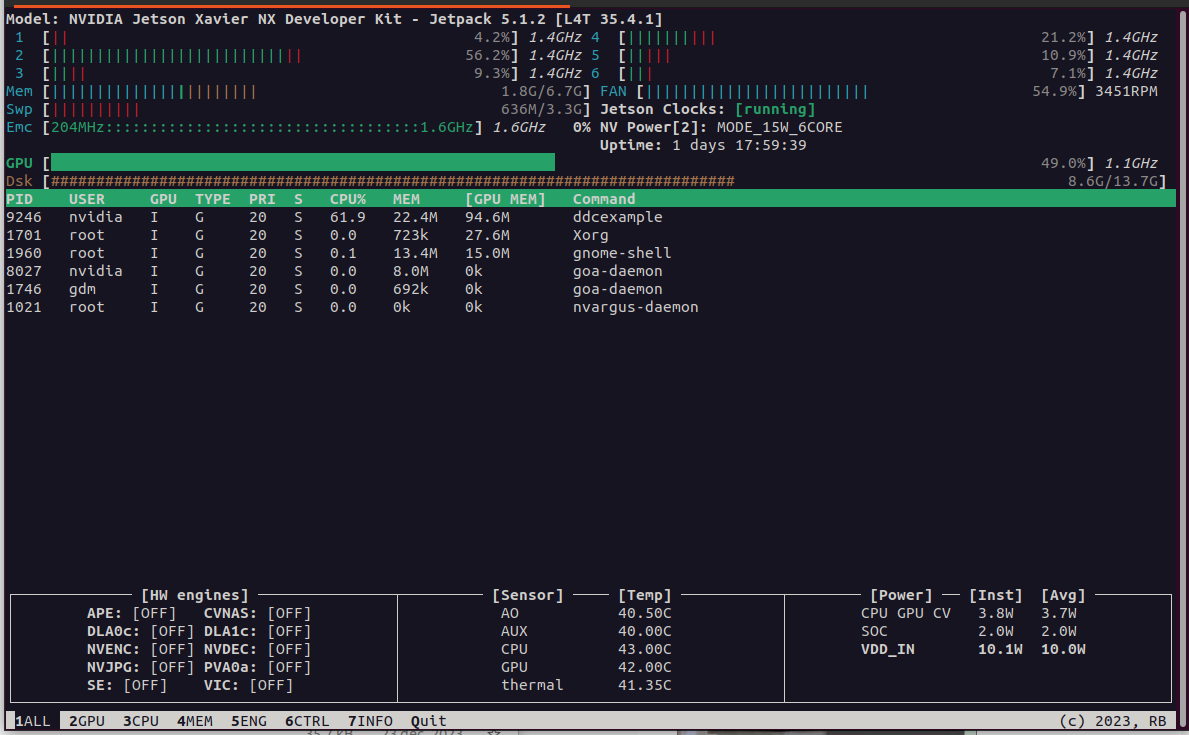 Model: NVIDIA Jetson Xavier NX Developer Kit - Jetpack 5.1.2 [L4T 35.4.1]
1 [|| 4.2%] 1.4GHz 4 [|||||||||| 21.2%] 1.4GHz
2 [|||||||||||||||||||||||||||| 56.2%] 1.4GHz 5 [||||| 10.9%] 1.4GHz
3 [|||| 9.3%] 1.4GHz 6 [||| 7.1%] 1.4GHz
Mem [||||||||||||||||||||||| 1.8G/6.7G] FAN [||||||||||||||||||||||||| 54.9%] 3451RPM
Swp [|||||||||| 636M/3.3G] Jetson Clocks: [running]
Emc [204MHz:::::::::::::::::::::::::::::::::::1.6GHz] 1.6GHz 0% NV Power[2]: MODE_15W_6CORE
Uptime: 1 days 17:59:39
GPU [ 49.0%] 1.1GHz
Dsk [############################################################################ 8.6G/13.7G]
PID USER GPU TYPE PRI S CPU% MEM [GPU MEM] Command
9246 nvidia I G 20 S 61.9 22.4M 94.6M ddcexample
1701 root I G 20 S 0.0 723k 27.6M Xorg
1960 root I G 20 S 0.1 13.4M 15.0M gnome-shell
8027 nvidia I G 20 S 0.0 8.0M 0k goa-daemon
1746 gdm I G 20 S 0.0 692k 0k goa-daemon
1021 root I G 20 S 0.0 0k 0k nvargus-daemon
[HW engines] [Sensor] [Temp] [Power] [Inst] [Avg]
APE: [OFF] CVNAS: [OFF] AO 40.50C CPU GPU CV 3.8W 3.7W
DLA0c: [OFF] DLA1c: [OFF] AUX 40.00C SOC 2.0W 2.0W
NVENC: [OFF] NVDEC: [OFF] CPU 43.00C VDD_IN 10.1W 10.0W
NVJPG: [OFF] PVA0a: [OFF] GPU 42.00C
SE: [OFF] VIC: [OFF] thermal 41.35C
1ALL 2GPU 3CPU 4MEM 5ENG 6CTRL 7INFO Quit (c) 2023, RB